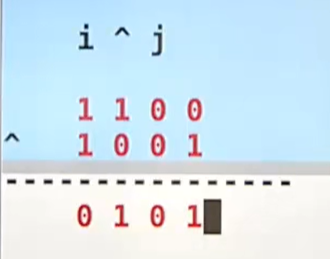 i ^ j
1 1 0 0
^ 1 0 0 1
----------------
0 1 0 1